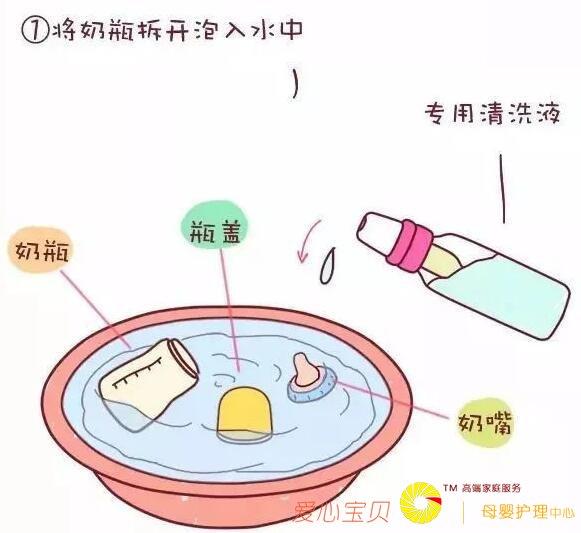 ①将奶瓶拆开泡入水中
专用清洗液
瓶盖
奶瓶
奶嘴
TM 高端家庭服务
爱心宝贝
母婴护理中心